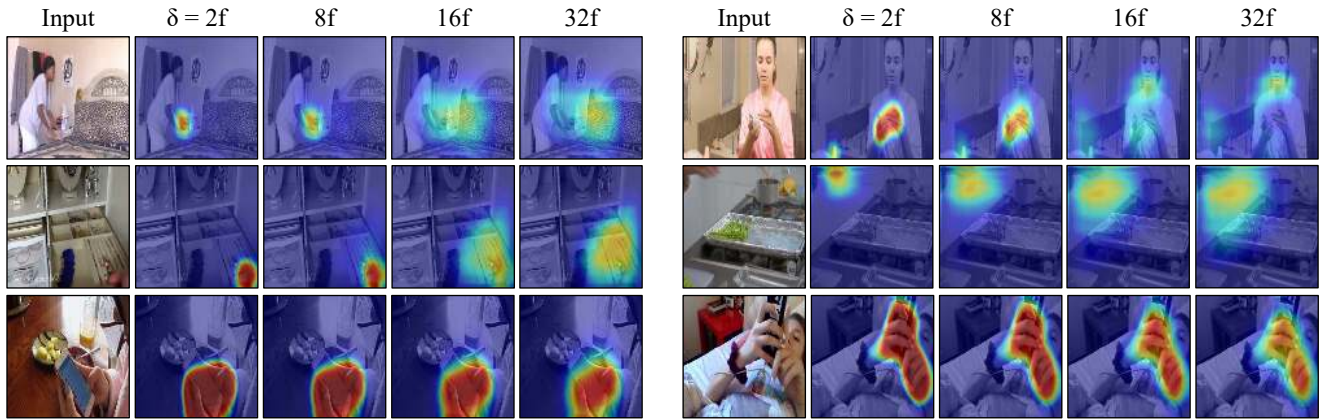 Input δ = 2f 8f 16f 32f Input δ = 2f 8f 16f 32f